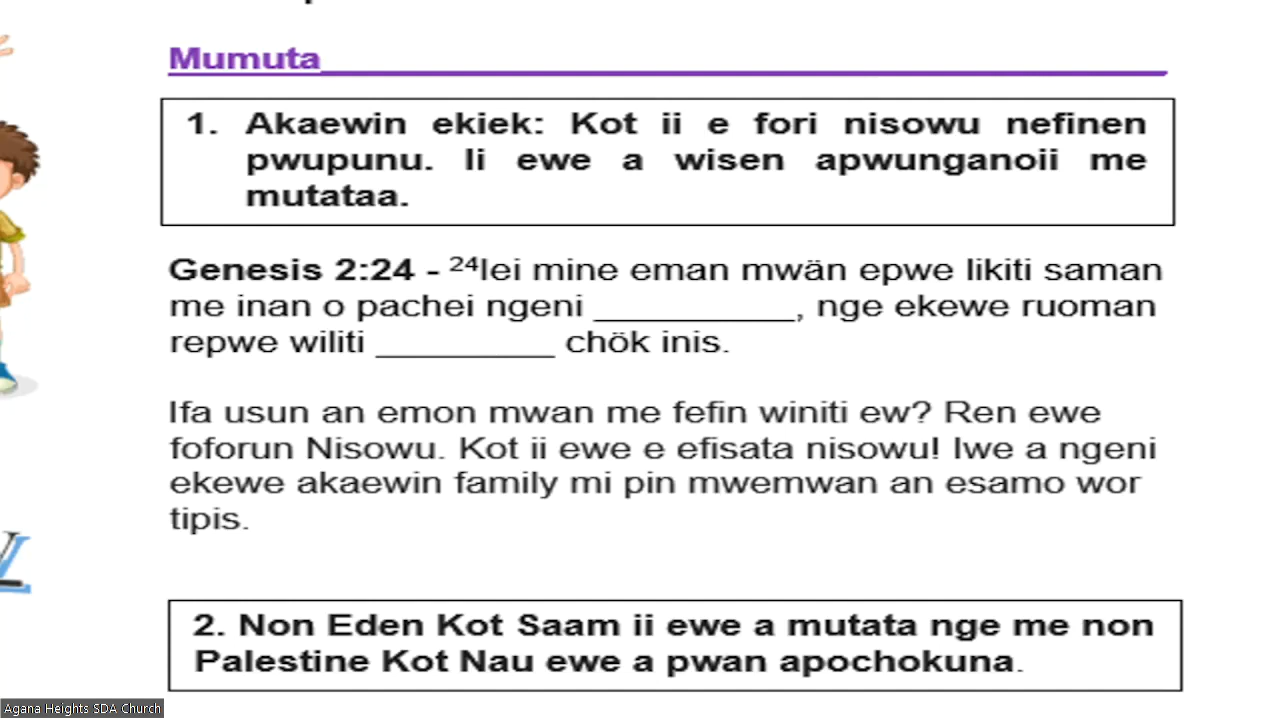 Mumuta
1. Akaewin ekiek: Kot ii e fori nisowu nefinen
pwupunu. Ii ewe a wisen apwunganoii me
mutataa.
Genesis 2:24 - ²⁴Iei mine eman mwän epwe likiti saman
me inan o pachei ngeni __________, nge ekewe ruoman
repwe wiliti _________ chök inis.
Ifa usun an emon mwan me fefin winiti ew? Ren ewe
foforun Nisowu. Kot ii ewe e efisata nisowu! Iwe a ngeni
ekewe akaewin family mi pin mwemwan an esamo wor
tipis.
2. Non Eden Kot Saam ii ewe a mutata nge me non
Palestine Kot Nau ewe a pwan apochokuna.
Agana Heights SDA Church